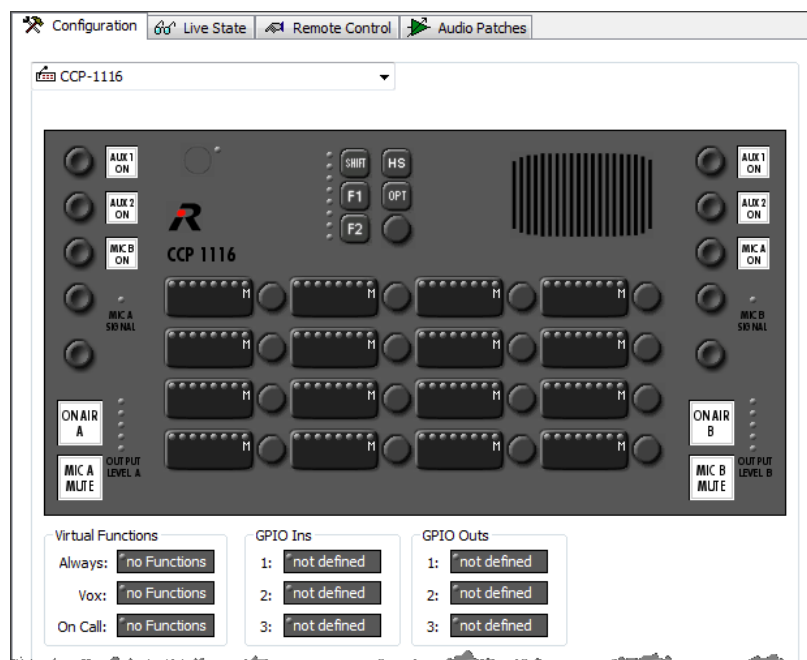 Configuration Live State Remote Control Audio Patches
CCP-1116
AUX 1 ON
SHIFT HS
AUX 1 ON
AUX 2 ON
F1 OPT
AUX 2 ON
R
F2
MIC B ON
CCP 1116
MIC A ON
M M M M
MIC A SIGNAL
MIC B SIGNAL
M M M M
M M M M
ON AIR A
ON AIR B
M M M M
OUTPUT LEVEL A
OUTPUT LEVEL B
MIC A MUTE
MIC B MUTE
Virtual Functions GPIO Ins GPIO Outs
Always: no Functions 1: not defined 1: not defined
Vox: no Functions 2: not defined 2: not defined
On Call: no Functions 3: not defined 3: not defined